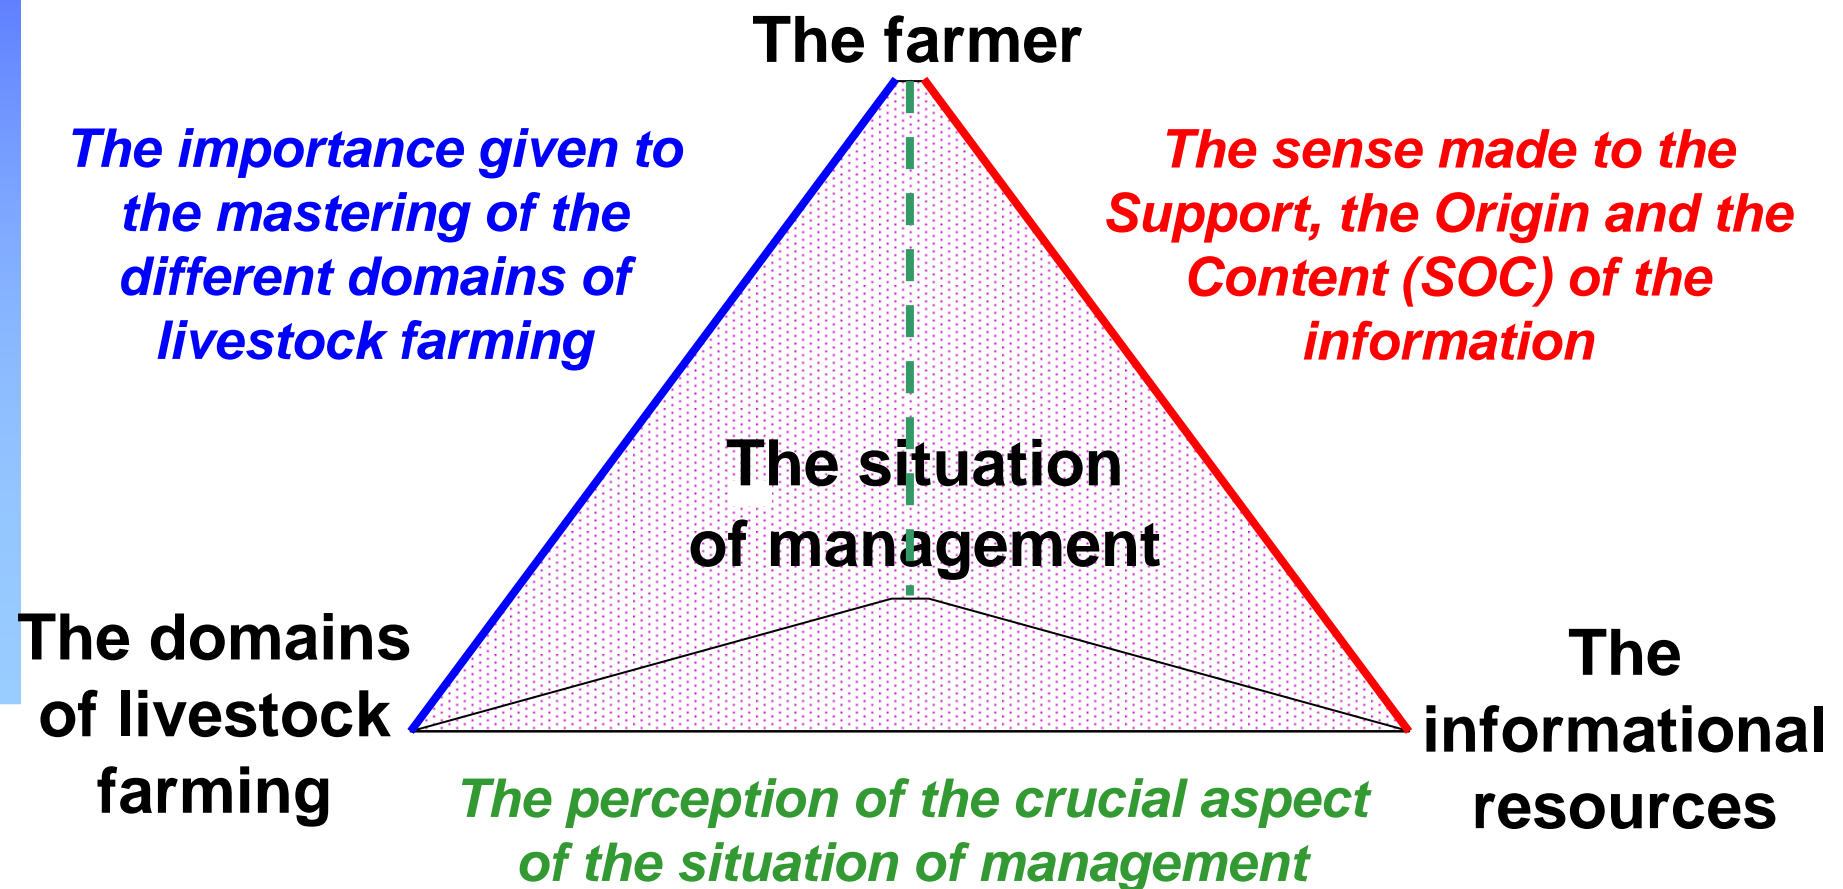 The farmer
The importance given to
the mastering of the
different domains of
livestock farming
The sense made to the
Support, the Origin and the
Content (SOC) of the
information
The situation
of management
The domains
of livestock
farming
The
informational
resources
The perception of the crucial aspect
of the situation of management